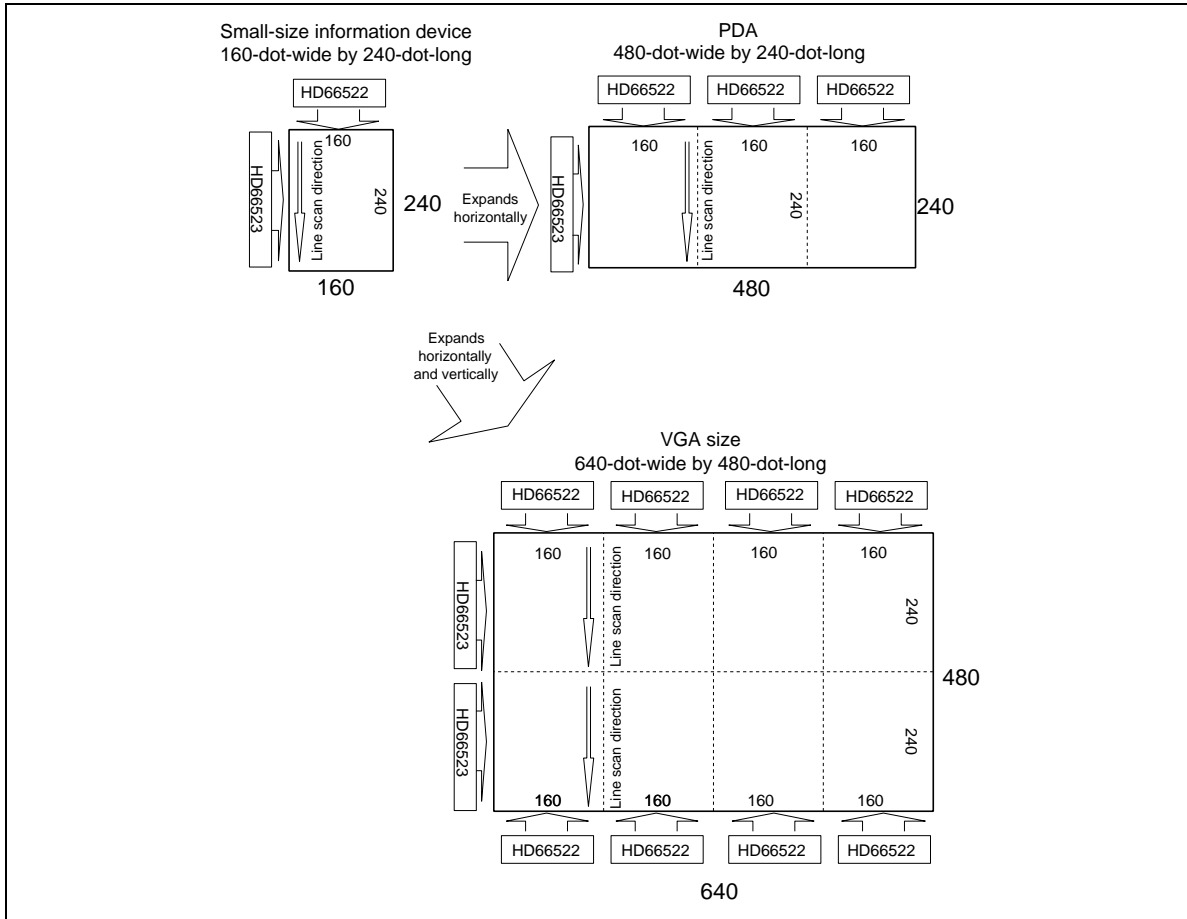 Small-size information device
160-dot-wide by 240-dot-long
HD66522
HD66523
160
Line scan direction
240
240
160
Expands
horizontally
PDA
480-dot-wide by 240-dot-long
HD66522
HD66522
HD66522
HD66523
160
160
160
Line scan direction
240
240
480
Expands
horizontally
and vertically
VGA size
640-dot-wide by 480-dot-long
HD66522
HD66522
HD66522
HD66522
HD66523
160
160
160
160
Line scan direction
240
480
HD66523
Line scan direction
240
160
160
160
160
HD66522
HD66522
HD66522
HD66522
640